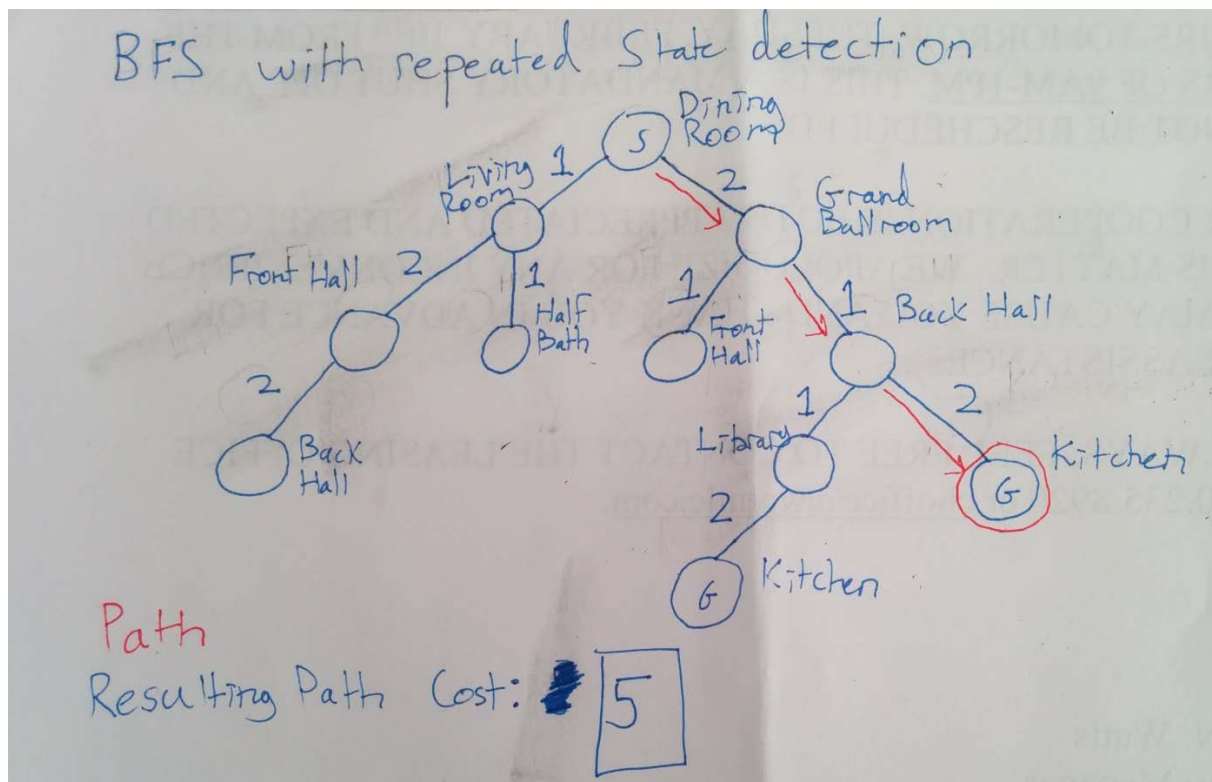 BFS with repeated State detection
Dining
Room
S
Living
Room
1
2
Grand
Ballroom
Front Hall
2
1
Half
Bath
1
Front
Hall
1
Back Hall
2
Back
Hall
1
Library
2
Kitchen
G
2
Kitchen
G
Path
Resulting Path Cost: 5